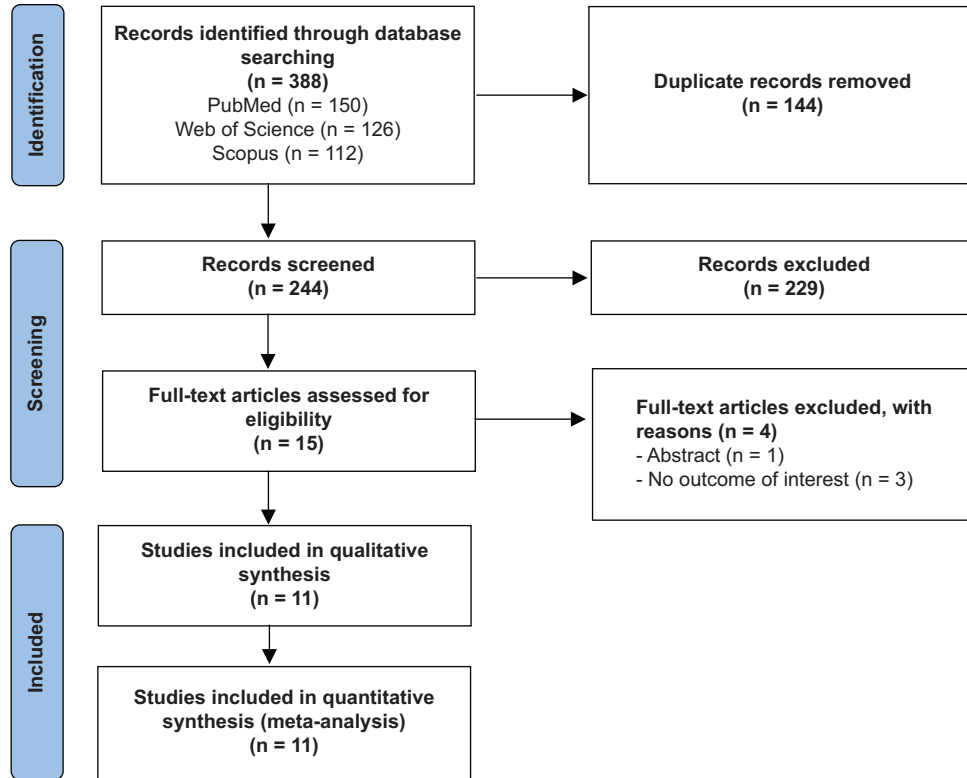 Identification
Records identified through database
searching
(n = 388)
PubMed (n = 150)
Web of Science (n = 126)
Scopus (n = 112)
Duplicate records removed
(n = 144)
Screening
Records screened
(n = 244)
Records excluded
(n = 229)
Full-text articles assessed for
eligibility
(n = 15)
Full-text articles excluded, with
reasons (n = 4)
- Abstract (n = 1)
- No outcome of interest (n = 3)
Included
Studies included in qualitative
synthesis
(n = 11)
Studies included in quantitative
synthesis (meta-analysis)
(n = 11)